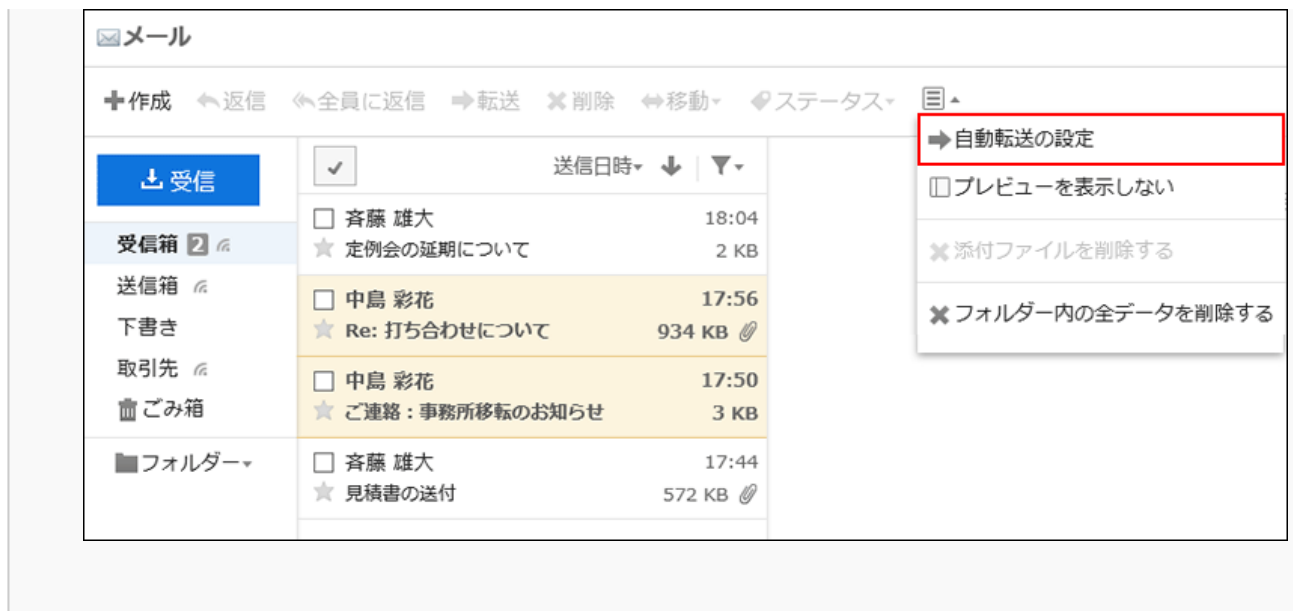 メール
作成 返信 全員に返信 転送 削除 移動 ステータス
自動転送の設定
プレビューを表示しない
添付ファイルを削除する
フォルダー内の全データを削除する
受信
受信箱 2
送信箱
下書き
取引先
ごみ箱
フォルダー
送信日時
斉藤 雄大 18:04
定例会の延期について 2 KB
中島 彩花 17:56
Re: 打ち合わせについて 934 KB
中島 彩花 17:50
ご連絡：事務所移転のお知らせ 3 KB
斉藤 雄大 17:44
見積書の送付 572 KB